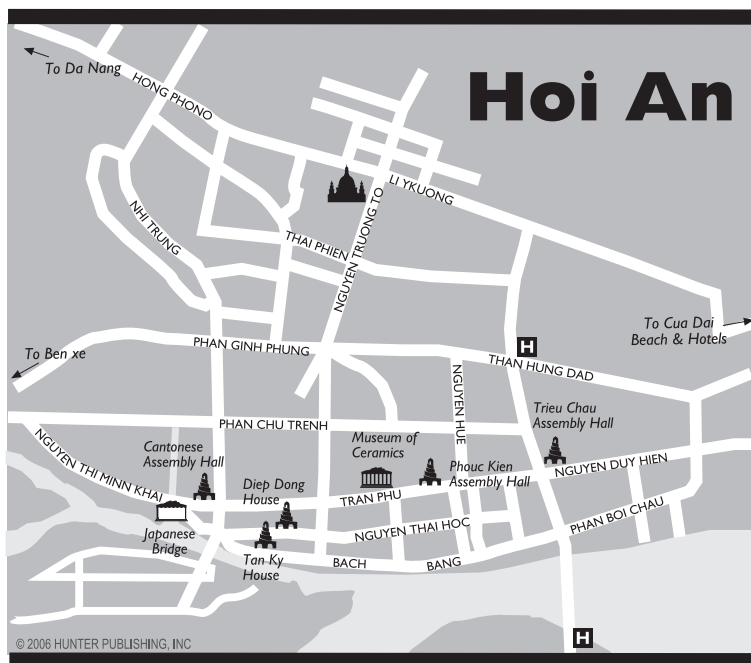 Hoi An
To Da Nang
HONG PHONO
LI YKUONG
NHI TRUNG
THAI PHIEN
NGUYEN TRUONG TO
To Cua Dai
Beach & Hotels
To Ben xe
PHAN GINH PHUNG
H
THAN HUNG DAD
NGUYEN HUE
PHAN CHU TRENH
Trieu Chau
Assembly Hall
NGUYEN THI MINN KHAI
Cantonese
Assembly Hall
Museum of
Ceramics
Phouc Kien
Assembly Hall
NGUYEN DUY HIEN
Diep Dong
House
TRAN PHU
Japanese
Bridge
NGUYEN THAI HOC
PHAN BOI CHAU
Tan Ky
House
BACH BANG
H
© 2006 HUNTER PUBLISHING, INC